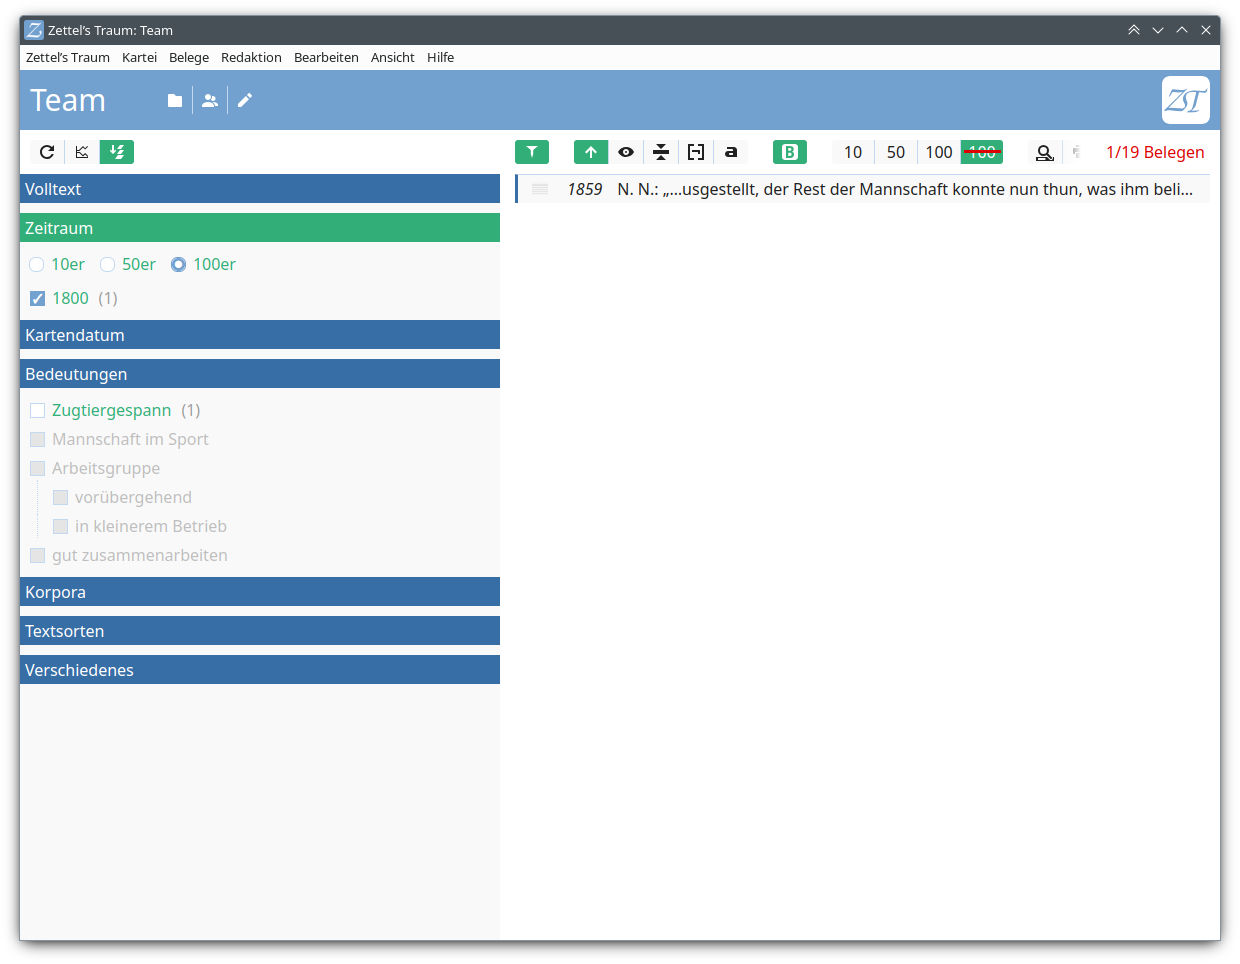 Zettel’s Traum: Team
Zettel’s Traum Kartei Belege Redaktion Bearbeiten Ansicht Hilfe
Team
ZT
a B 10 50 100 100 1/19 Belegen
Volltext
1859 N. N.: „…usgestellt, der Rest der Mannschaft konnte nun thun, was ihm beli…
Zeitraum
10er 50er 100er
1800 (1)
Kartendatum
Bedeutungen
Zugtiergespann (1)
Mannschaft im Sport
Arbeitsgruppe
vorübergehend
in kleinerem Betrieb
gut zusammenarbeiten
Korpora
Textsorten
Verschiedenes